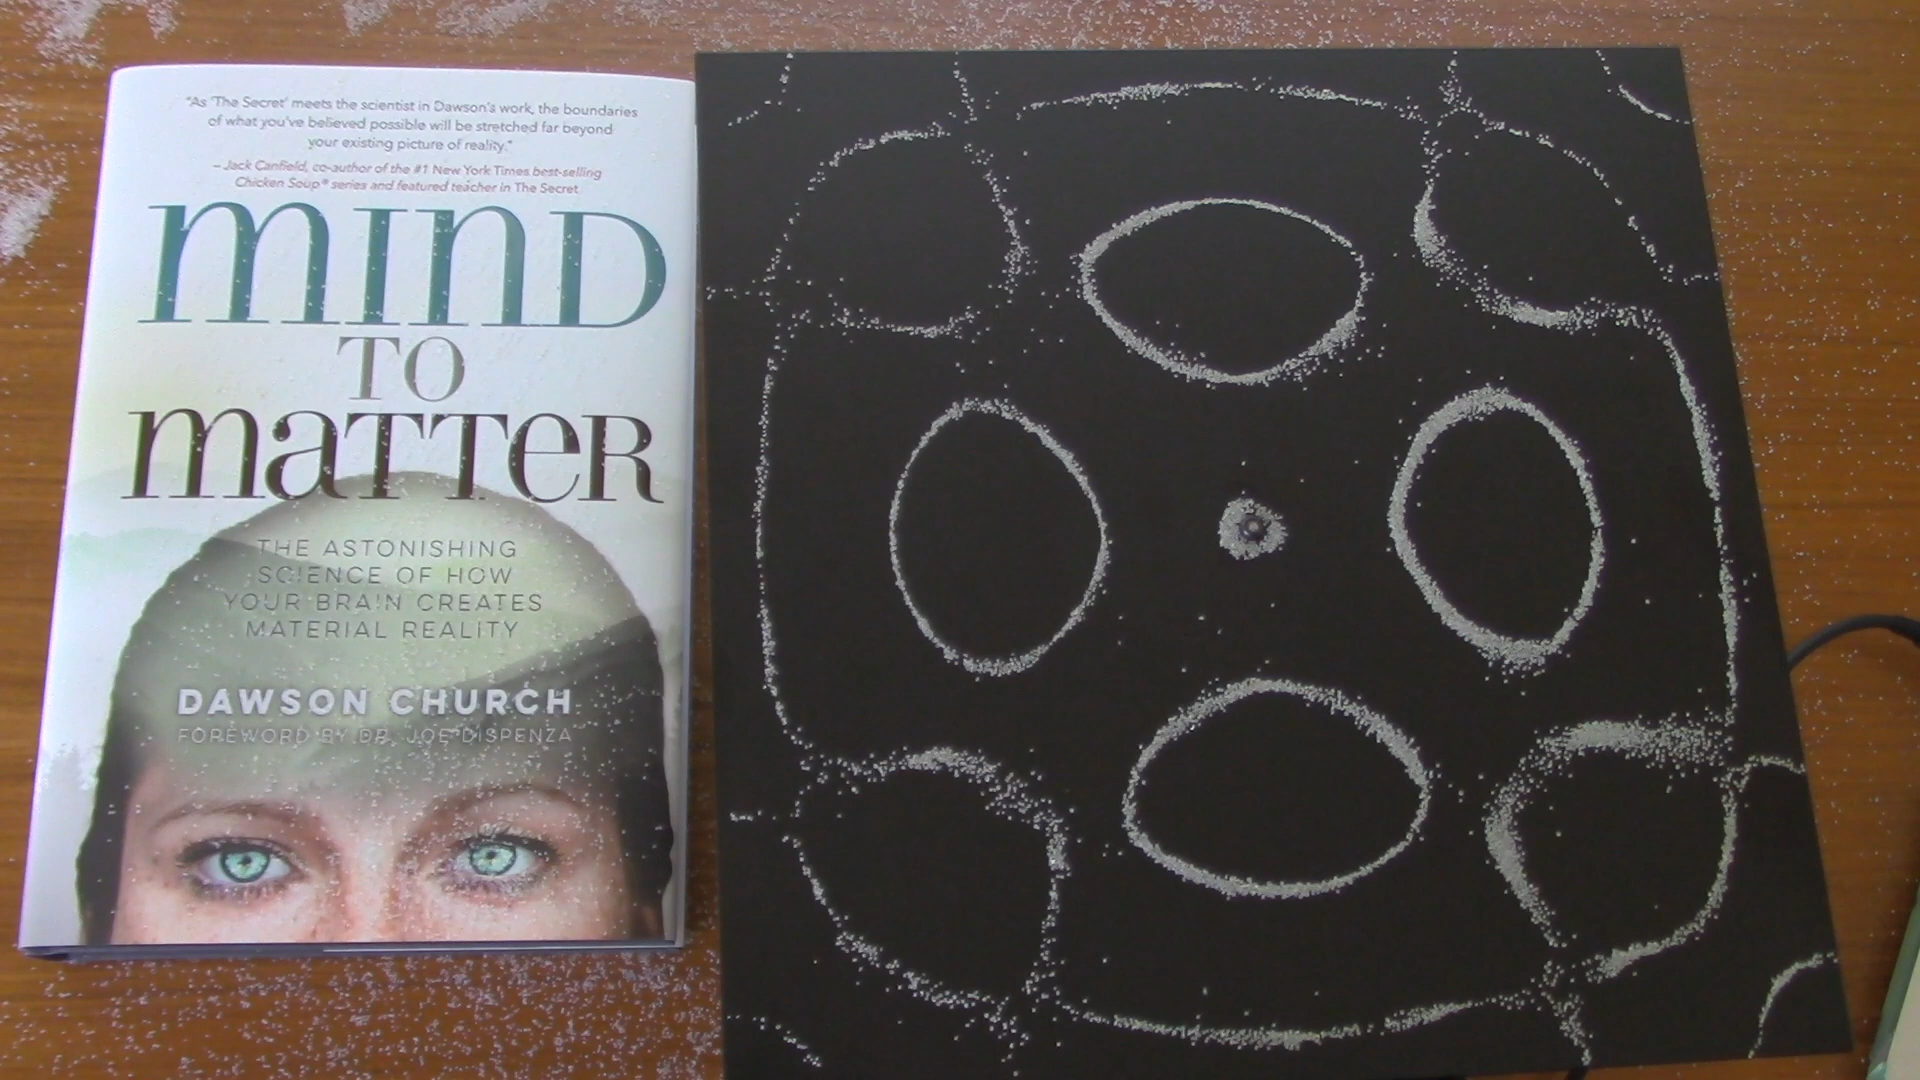 "As 'The Secret' meets the scientist in Dawson's work, the boundaries
of what you've believed possible will be stretched far beyond
your existing picture of reality."
– Jack Canfield, co-author of the #1 New York Times best-selling
Chicken Soup® series and featured teacher in The Secret
MIND
TO
MATTER
THE ASTONISHING
SCIENCE OF HOW
YOUR BRAIN CREATES
MATERIAL REALITY
DAWSON CHURCH
FOREWORD BY DR. JOE DISPENZA